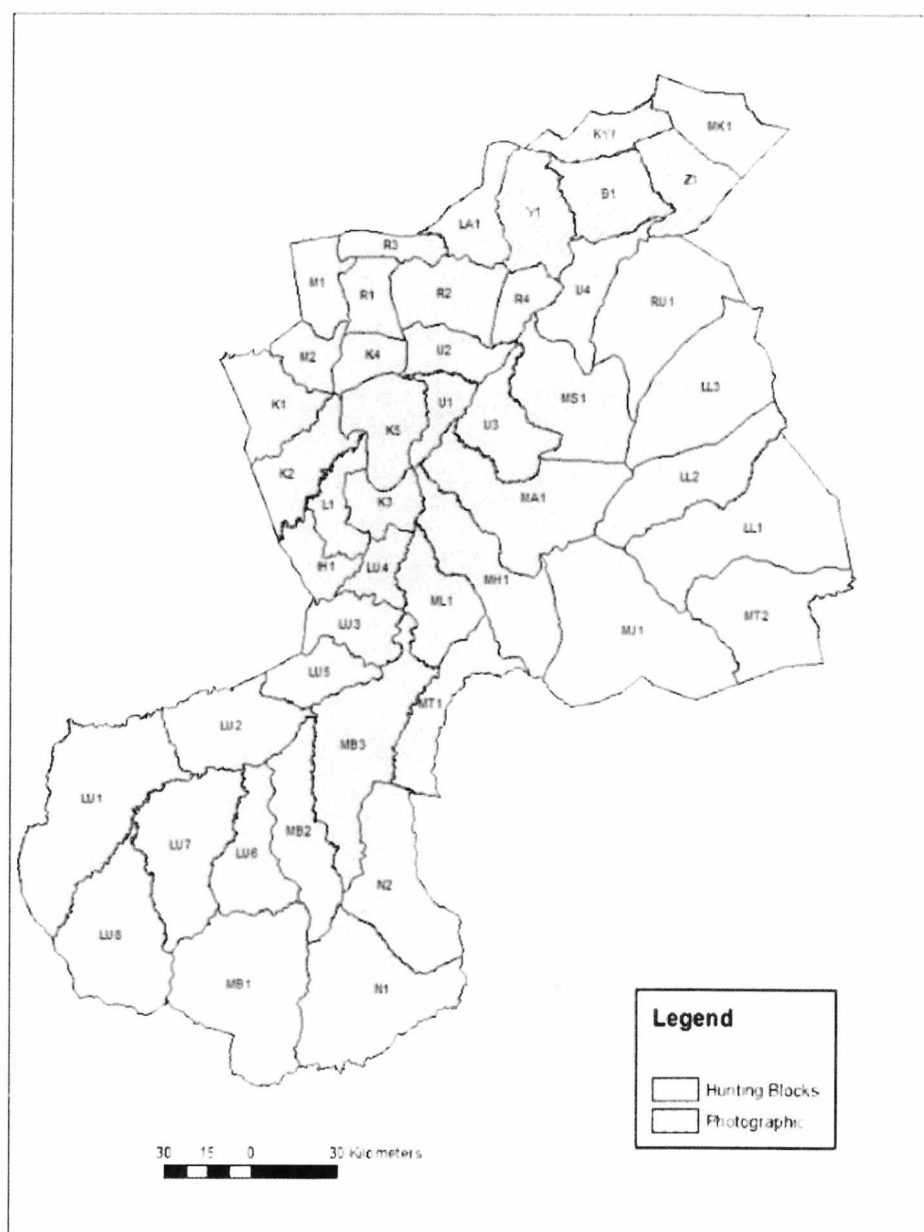 MK1
KY1
Z1
B1
Y1
LA1
R3
M1
R1
R2
R4
U4
RU1
M2
K4
U2
LL3
K1
K5
U1
U3
MS1
K2
L1
K3
MA1
LL2
LL1
IH1
LU4
MH1
ML1
LU3
MJ1
MT2
LU5
MT1
LU2
MB3
LU1
LU7
LU6
MB2
N2
LU8
MB1
N1
Legend
Hunting Blocks
Photographic
30 15 0 30 Kilometers